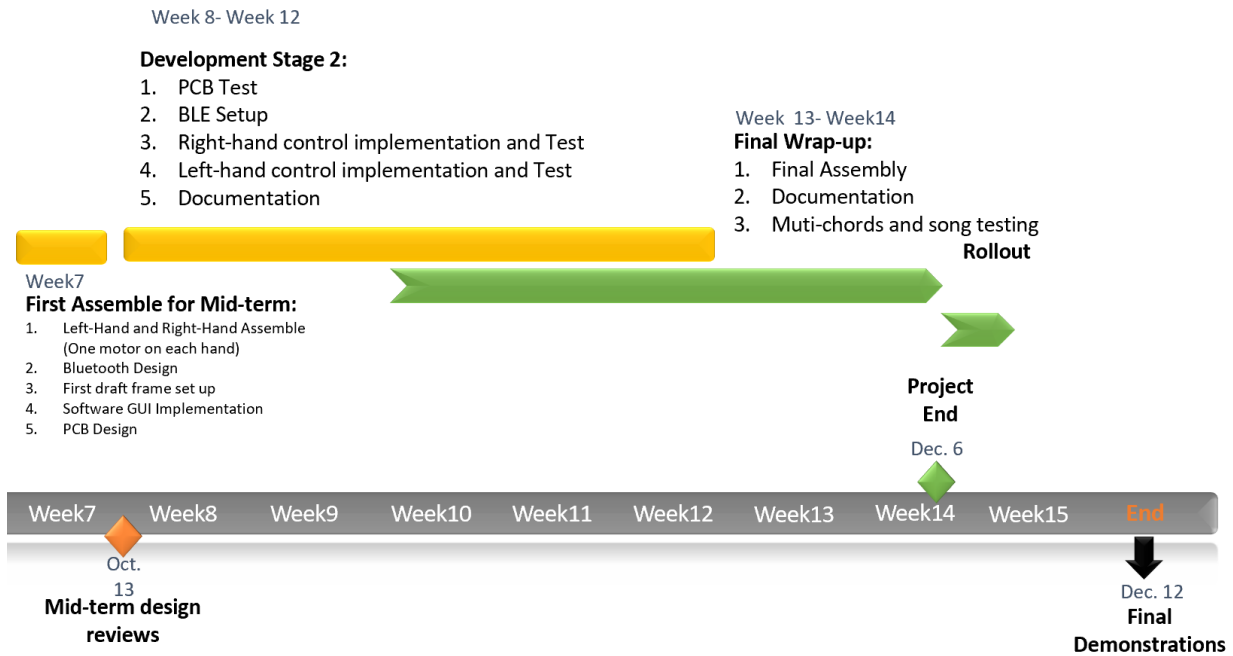 Week 8- Week 12
Development Stage 2:
1. PCB Test
2. BLE Setup
3. Right-hand control implementation and Test
4. Left-hand control implementation and Test
5. Documentation
Week 13- Week14
Final Wrap-up:
1. Final Assembly
2. Documentation
3. Muti-chords and song testing
Rollout
Week7
First Assemble for Mid-term:
1. Left-Hand and Right-Hand Assemble
(One motor on each hand)
2. Bluetooth Design
3. First draft frame set up
4. Software GUI Implementation
5. PCB Design
Project
End
Dec. 6
Week7 Week8 Week9 Week10 Week11 Week12 Week13 Week14 Week15 End
Oct.
13
Mid-term design
reviews
Dec. 12
Final
Demonstrations